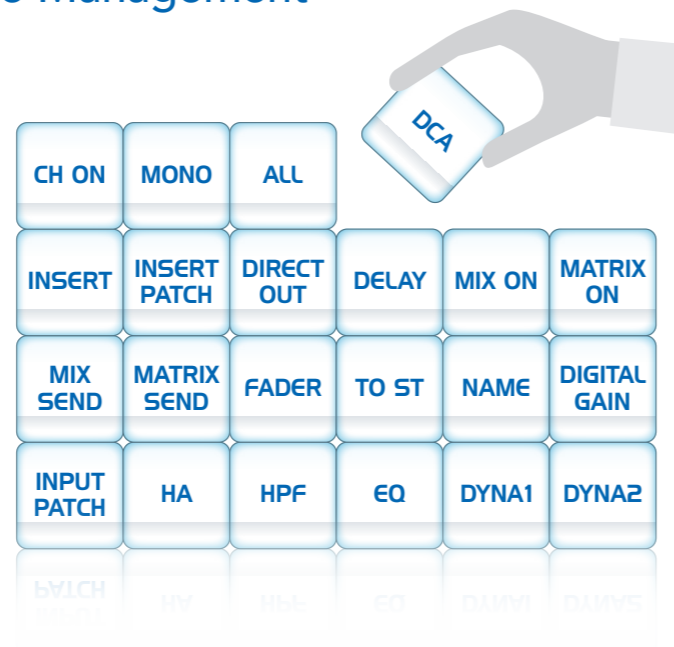 Management
DCA
CH ON
MONO
ALL
INSERT
INSERT
PATCH
DIRECT
OUT
DELAY
MIX ON
MATRIX
ON
MIX
SEND
MATRIX
SEND
FADER
TO ST
NAME
DIGITAL
GAIN
INPUT
PATCH
HA
HPF
EQ
DYNA1
DYNA2